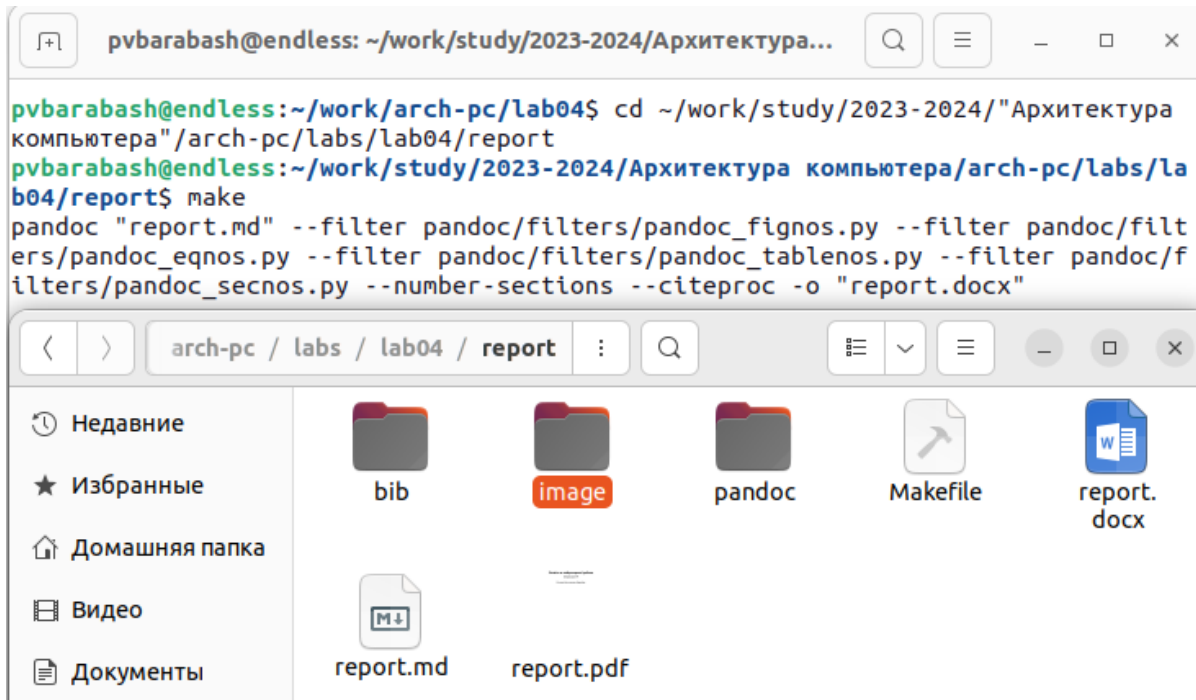 pvbarabash@endless: ~/work/study/2023-2024/Архитектура...
pvbarabash@endless:~/work/arch-pc/lab04$ cd ~/work/study/2023-2024/"Архитектура
компьютера"/arch-pc/labs/lab04/report
pvbarabash@endless:~/work/study/2023-2024/Архитектура компьютера/arch-pc/labs/la
b04/report$ make
pandoc "report.md" --filter pandoc/filters/pandoc_fignos.py --filter pandoc/filt
ers/pandoc_eqnos.py --filter pandoc/filters/pandoc_tablenos.py --filter pandoc/f
ilters/pandoc_secnos.py --number-sections --citeproc -o "report.docx"
arch-pc / labs / lab04 / report
Недавние
Избранные
Домашняя папка
Видео
Документы
bib
image
pandoc
Makefile
W
report.
docx
M
report.md
report.pdf